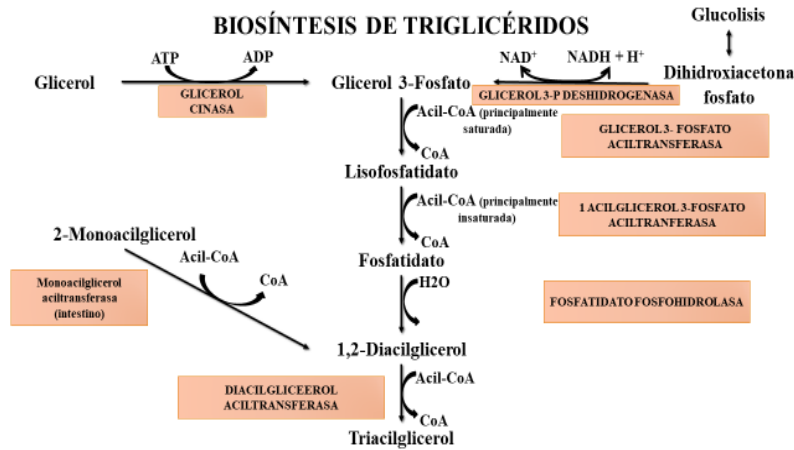 BIOSÍNTESIS DE TRIGLICÉRIDOS
Glucolisis
ATP
ADP
NAD⁺
NADH + H⁺
Glicerol
Glicerol 3-Fosfato
Dihidroxiacetona
fosfato
GLICEROL
CINASA
GLICEROL 3-P DESHIDROGENASA
Acil-CoA (principalmente
saturada)
CoA
GLICEROL 3- FOSFATO
ACILTRANSFERASA
Lisofosfatidato
Acil-CoA (principalmente
insaturada)
CoA
1 ACILGLICEROL 3-FOSFATO
ACILTRANFERASA
2-Monoacilglicerol
Acil-CoA
CoA
Fosfatidato
H2O
Monoacilglicerol
aciltransferasa
(intestino)
FOSFATIDATO FOSFOHIDROLASA
1,2-Diacilglicerol
DIACILGLICEEROL
ACILTRANSFERASA
Acil-CoA
CoA
Triacilglicerol